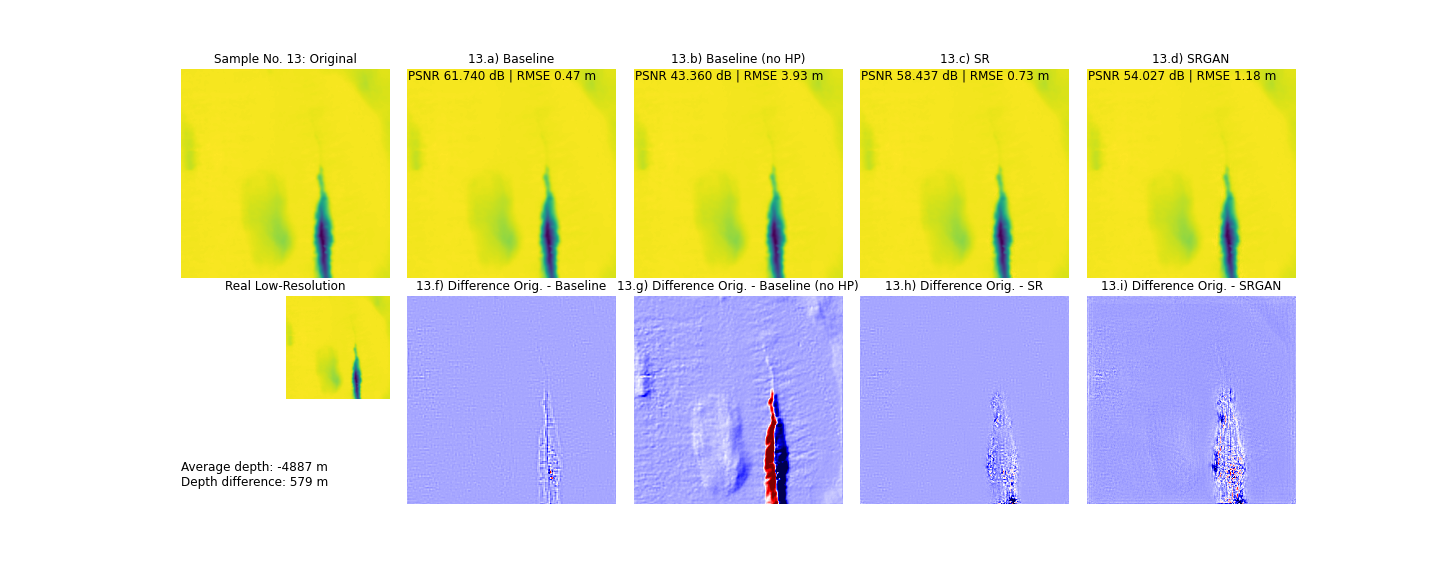 Sample No. 13: Original
13.a) Baseline
13.b) Baseline (no HP)
13.c) SR
13.d) SRGAN
PSNR 61.740 dB | RMSE 0.47 m
PSNR 43.360 dB | RMSE 3.93 m
PSNR 58.437 dB | RMSE 0.73 m
PSNR 54.027 dB | RMSE 1.18 m
Real Low-Resolution
13.f) Difference Orig. - Baseline
13.g) Difference Orig. - Baseline (no HP)
13.h) Difference Orig. - SR
13.i) Difference Orig. - SRGAN
Average depth: -4887 m
Depth difference: 579 m